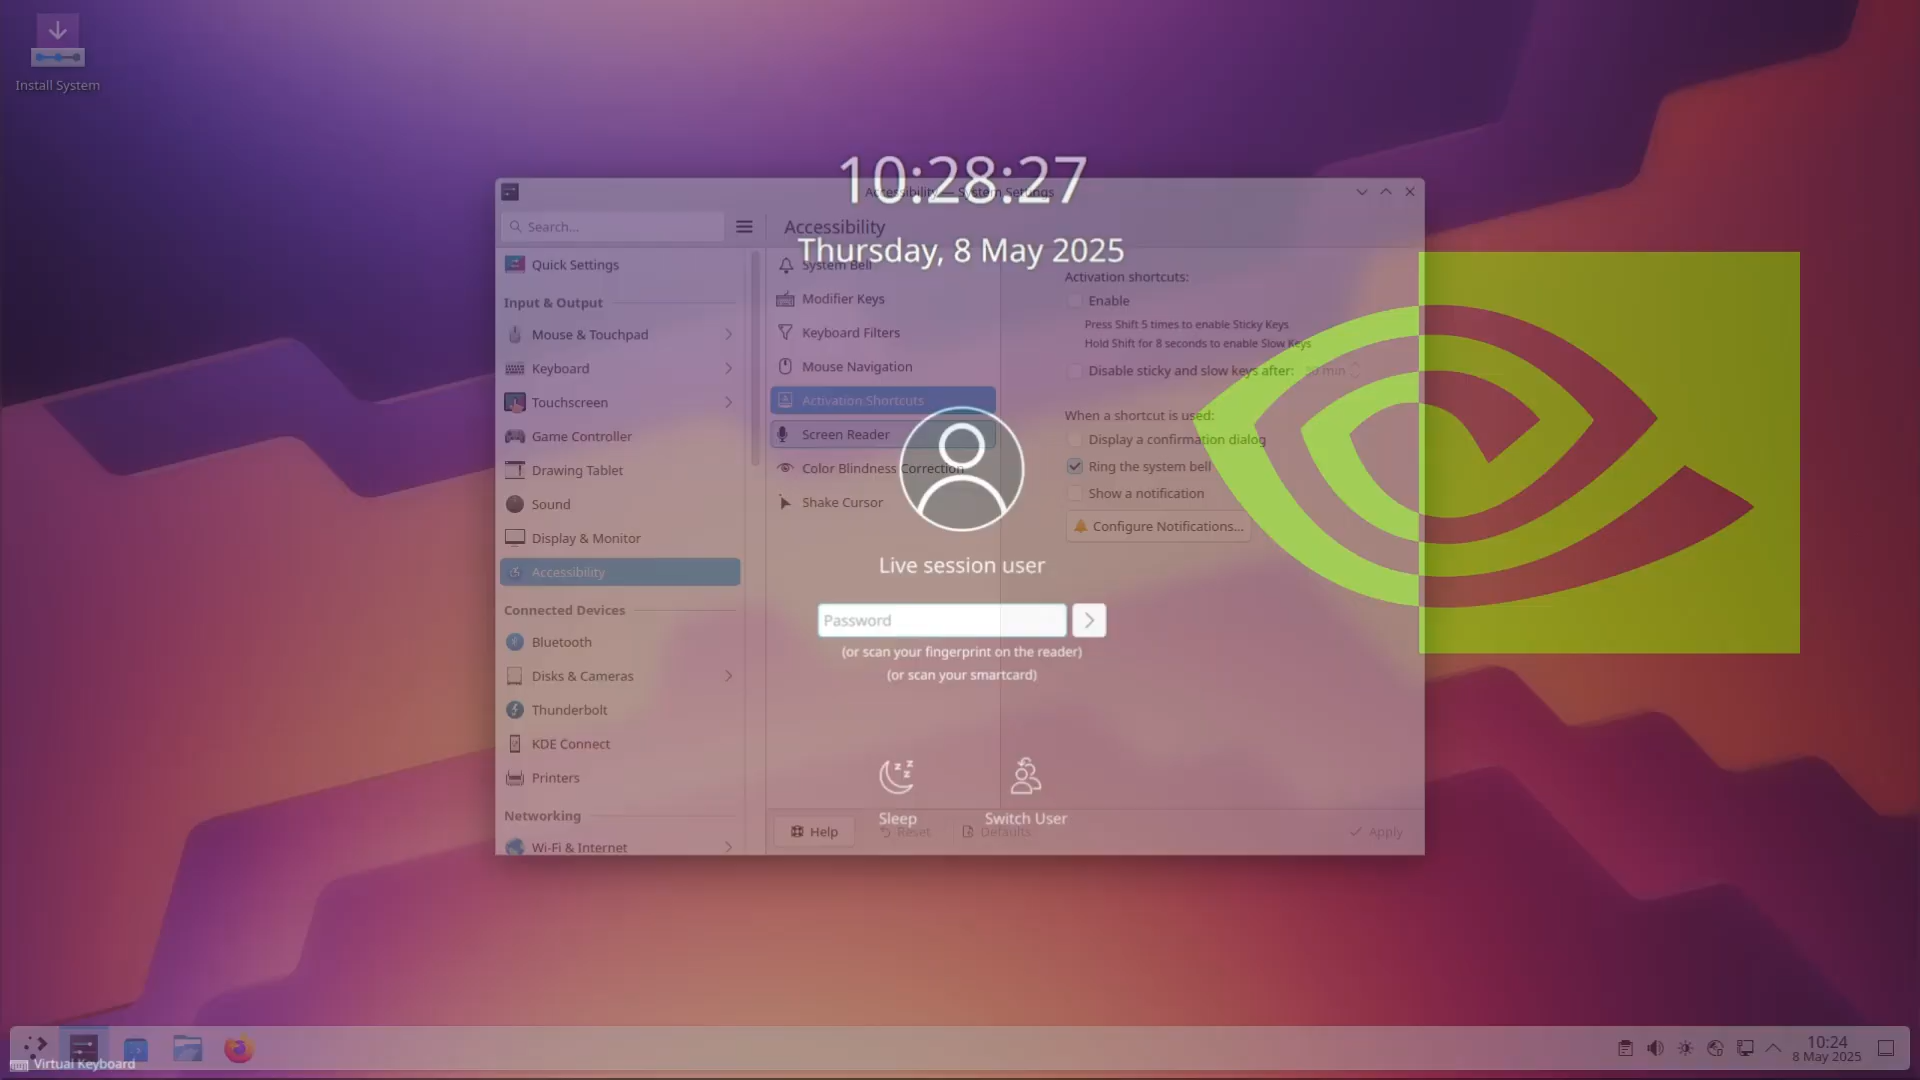 Install System
10:28:27
Accessibility — System Settings
Search...
Accessibility
Thursday, 8 May 2025
Quick Settings
Input & Output
Mouse & Touchpad
Keyboard
Touchscreen
Game Controller
Drawing Tablet
Sound
Display & Monitor
Accessibility
Connected Devices
Bluetooth
Disks & Cameras
Thunderbolt
KDE Connect
Printers
Networking
Wi-Fi & Internet
System Bell
Modifier Keys
Keyboard Filters
Mouse Navigation
Activation Shortcuts
Screen Reader
Color Blindness Correction
Shake Cursor
Activation shortcuts:
Enable
Press Shift 5 times to enable Sticky Keys
Hold Shift for 8 seconds to enable Slow Keys
Disable sticky and slow keys after: 30 min
When a shortcut is used:
Display a confirmation dialog
Ring the system bell
Show a notification
Configure Notifications...
Live session user
Password
(or scan your fingerprint on the reader)
(or scan your smartcard)
Sleep
Switch User
Help
Reset
Defaults
Apply
Virtual Keyboard
10:24
8 May 2025